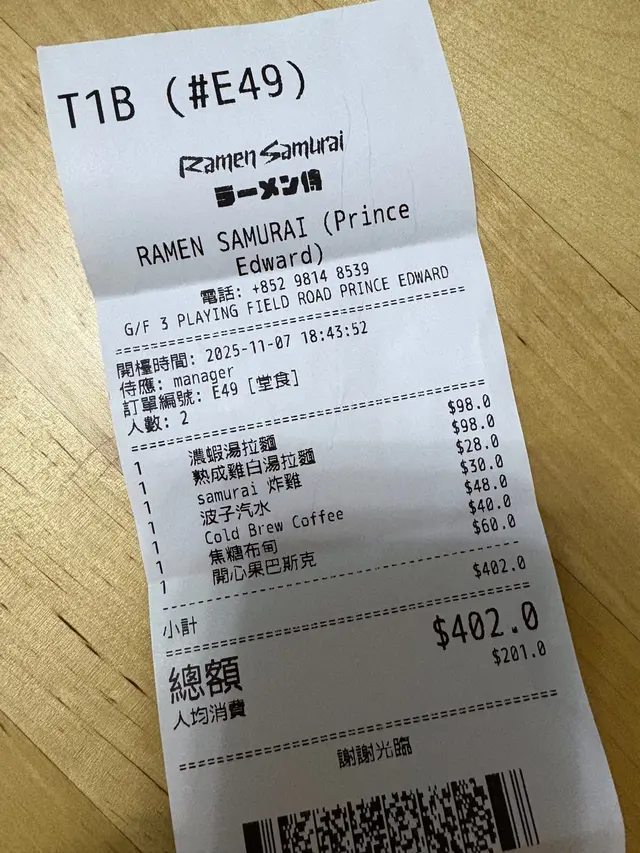 T1B (#E49)
Ramen Samurai
ラーメン侍
RAMEN SAMURAI (Prince
Edward)
電話: +852 9814 8539
G/F 3 PLAYING FIELD ROAD PRINCE EDWARD
開檯時間: 2025-11-07 18:43:52
侍應: manager
訂單編號: E49 [堂食]
人數: 2
1 濃蝦湯拉麵 $98.0
1 熟成雞白湯拉麵 $98.0
1 samurai 炸雞 $28.0
1 波子汽水 $30.0
1 Cold Brew Coffee $48.0
1 焦糖布甸 $40.0
1 開心果巴斯克 $60.0
小計 $402.0
總額 $402.0
人均消費 $201.0
謝謝光臨